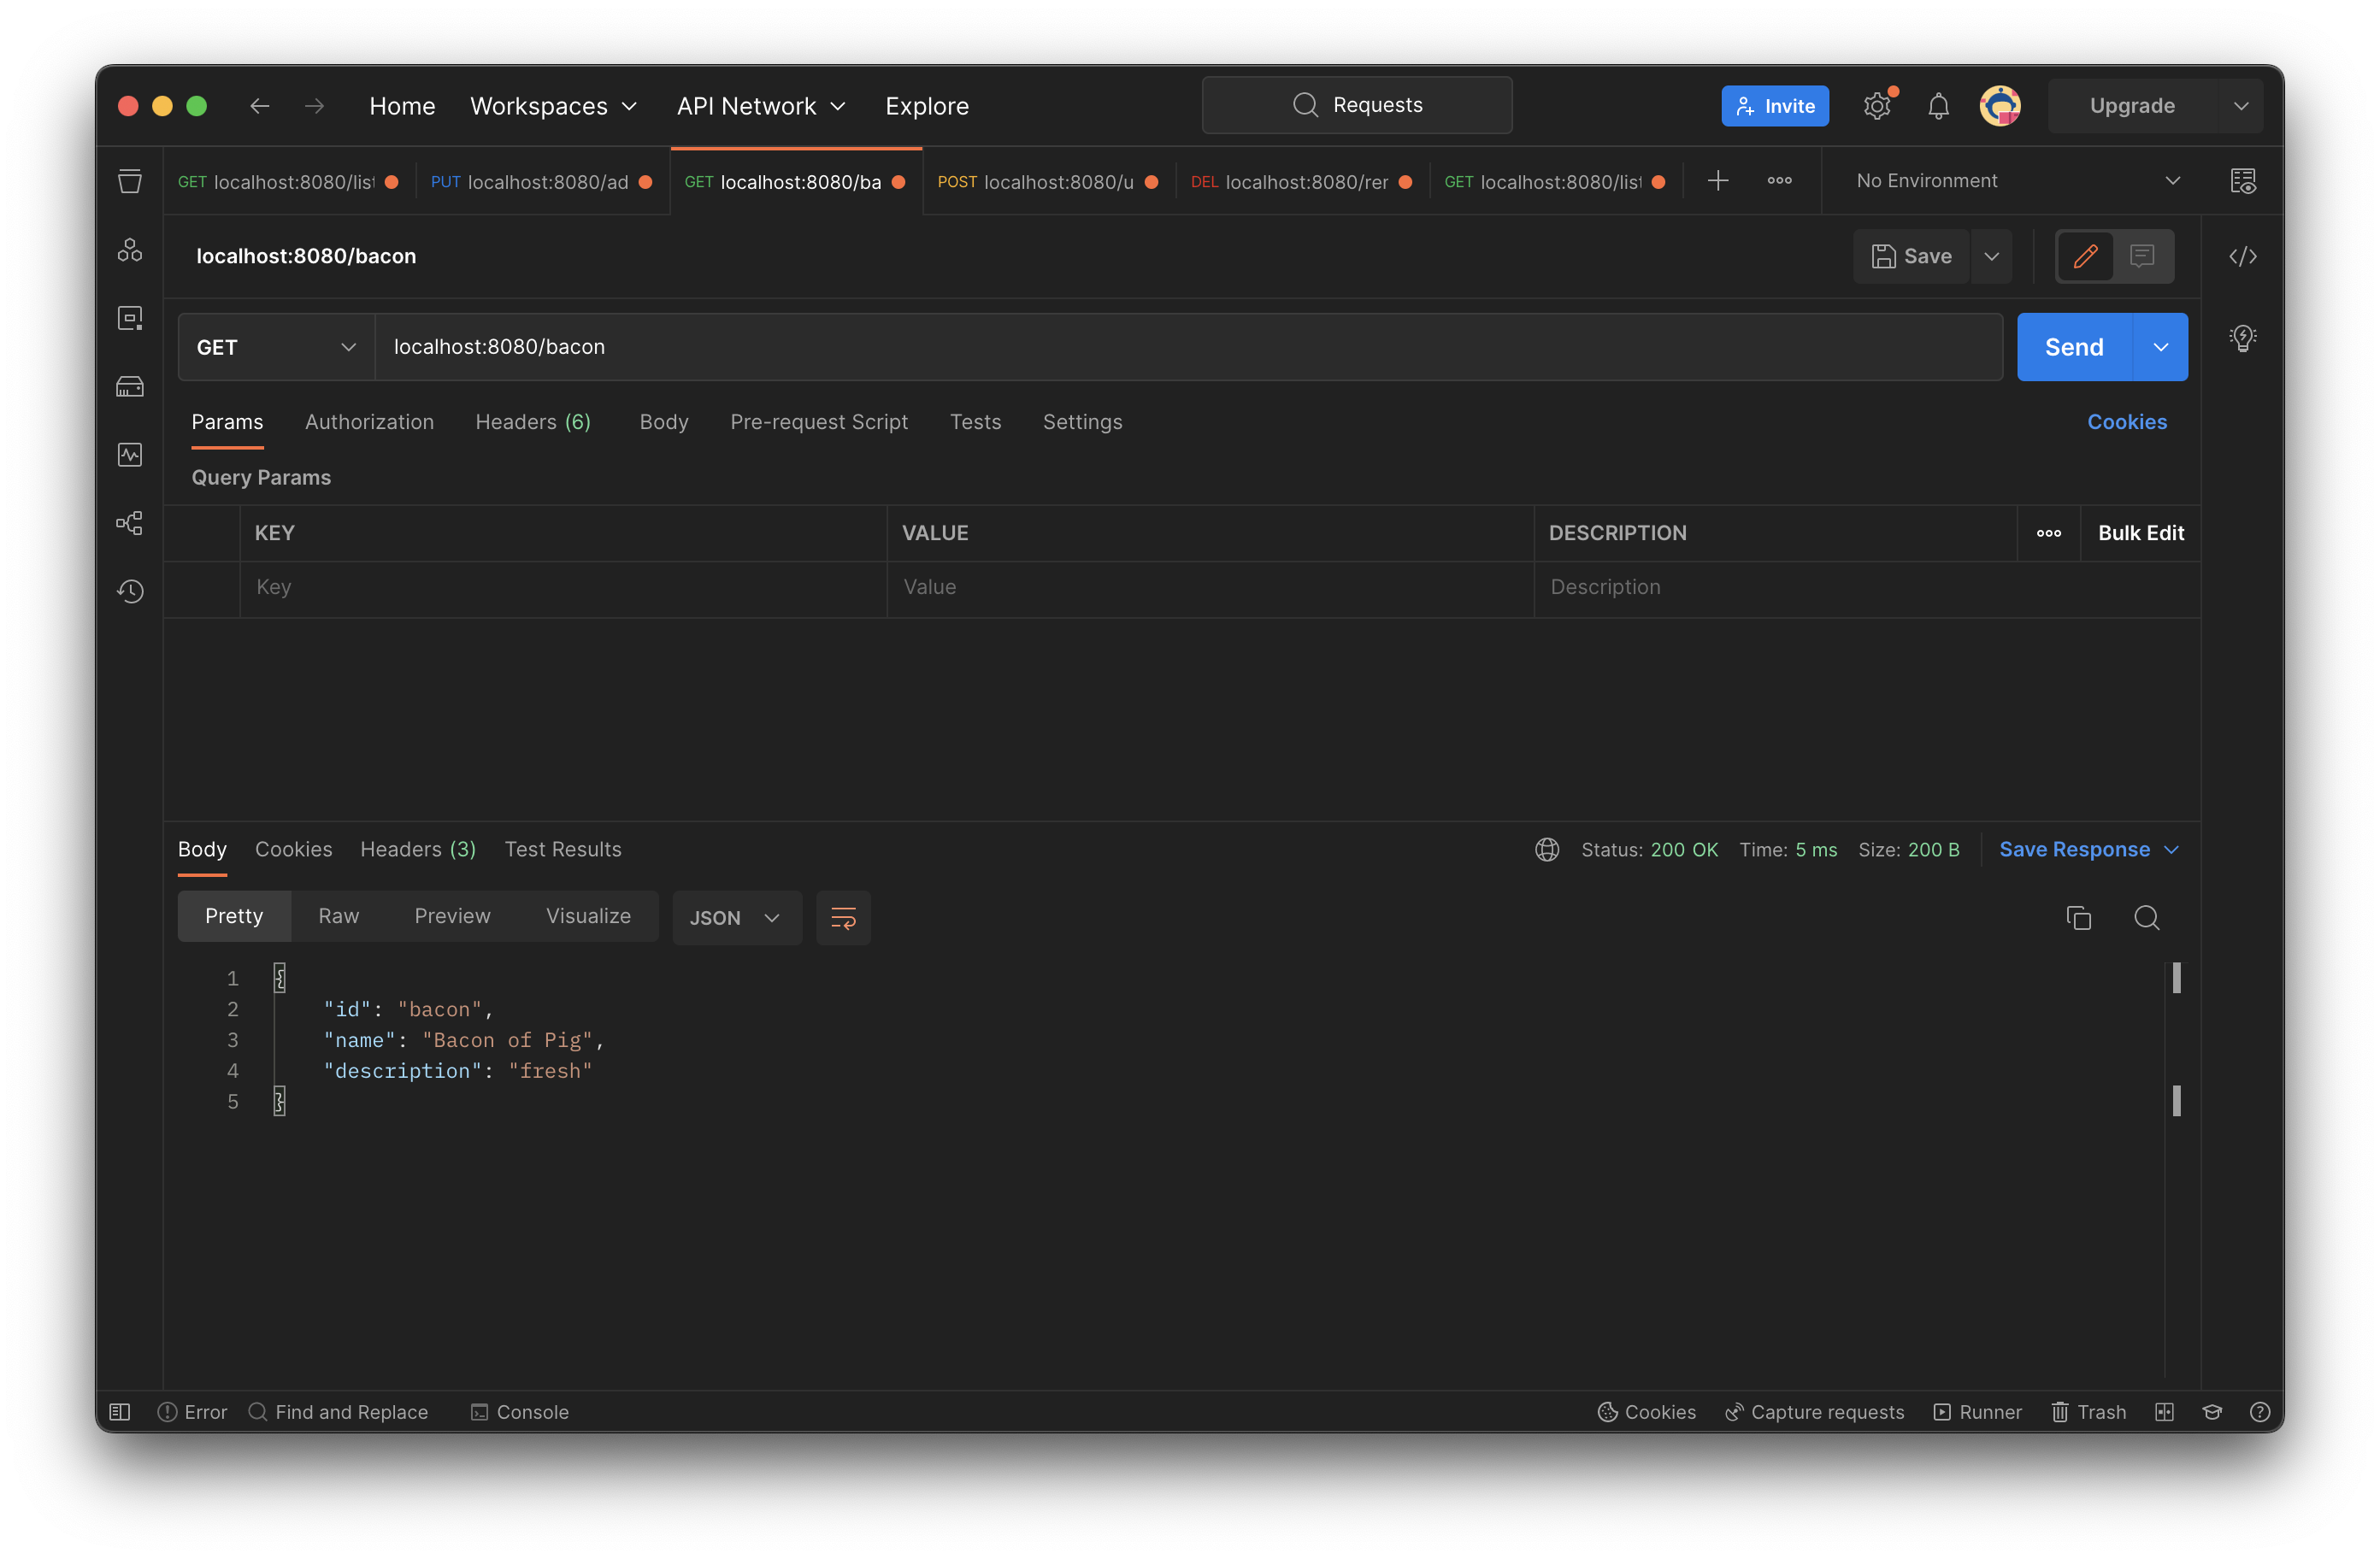 Home Workspaces API Network Explore Requests Invite Upgrade
GET localhost:8080/list PUT localhost:8080/ad GET localhost:8080/ba POST localhost:8080/u DEL localhost:8080/rer GET localhost:8080/list No Environment
localhost:8080/bacon Save
GET localhost:8080/bacon Send
Params Authorization Headers (6) Body Pre-request Script Tests Settings Cookies
Query Params
KEY VALUE DESCRIPTION Bulk Edit
Key Value Description
Body Cookies Headers (3) Test Results Status: 200 OK Time: 5 ms Size: 200 B Save Response
Pretty Raw Preview Visualize JSON
1 {
2 "id": "bacon",
3 "name": "Bacon of Pig",
4 "description": "fresh"
5 }
Error Find and Replace Console Cookies Capture requests Runner Trash